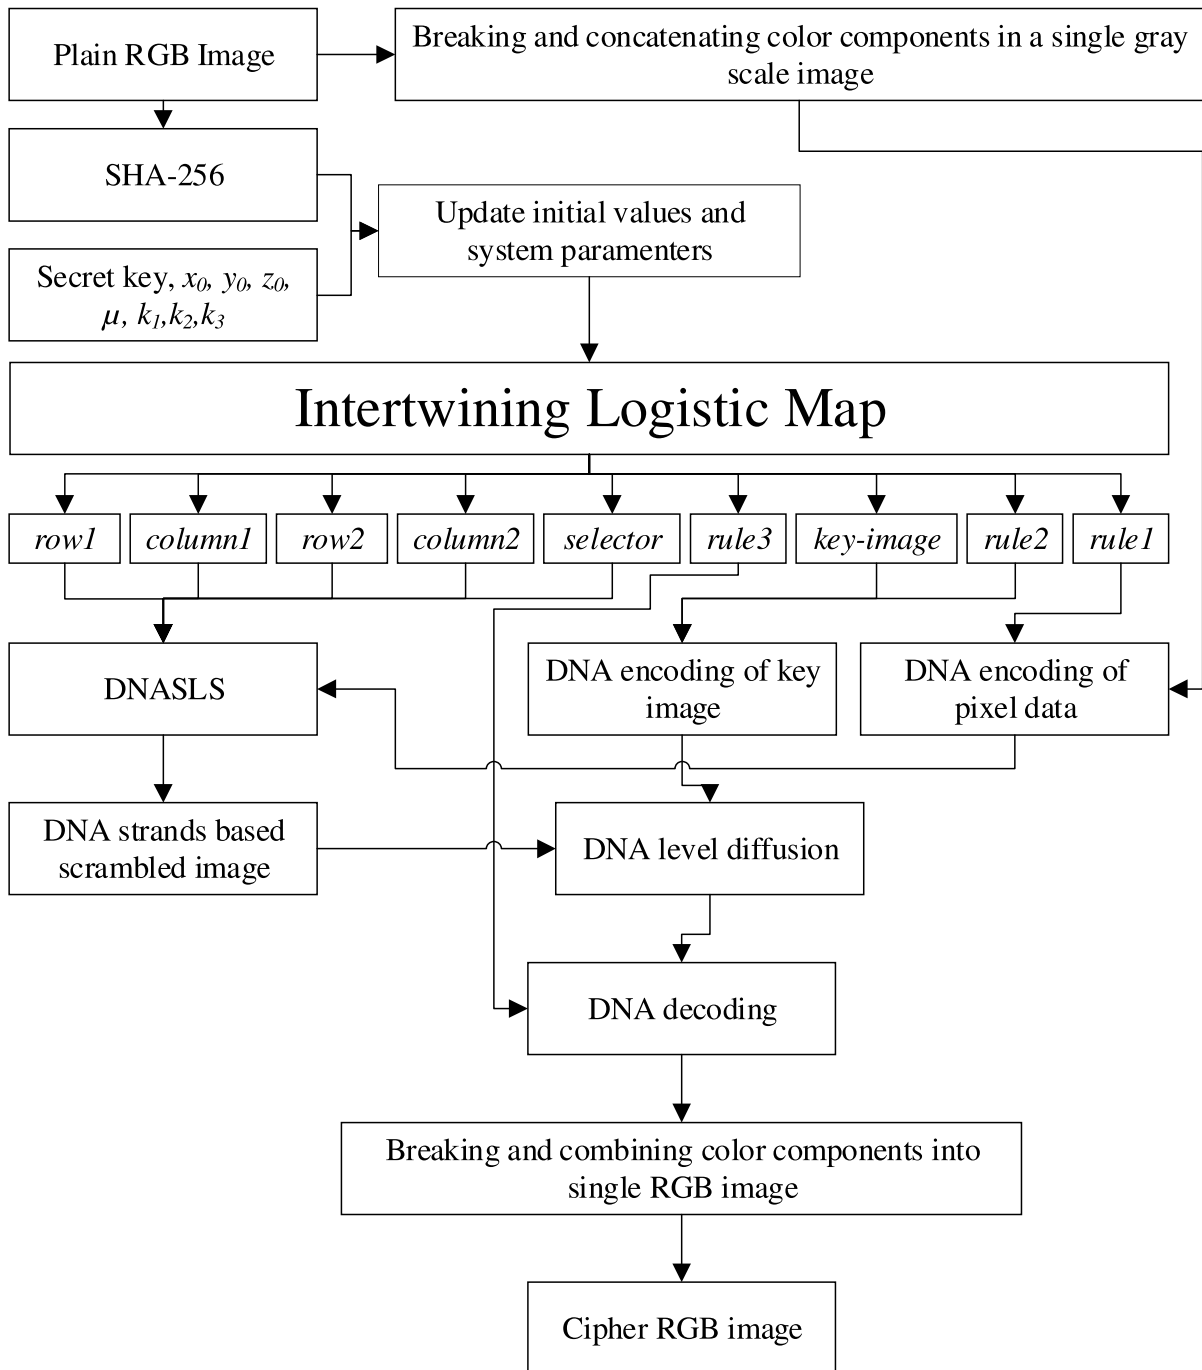 Plain RGB Image
Breaking and concatenating color components in a single gray
scale image
SHA-256
Update initial values and
system paramenters
Secret key, x0, y0, z0,
μ, k1,k2,k3
Intertwining Logistic Map
row1
column1
row2
column2
selector
rule3
key-image
rule2
rule1
DNASLS
DNA encoding of key
image
DNA encoding of
pixel data
DNA strands based
scrambled image
DNA level diffusion
DNA decoding
Breaking and combining color components into
single RGB image
Cipher RGB image